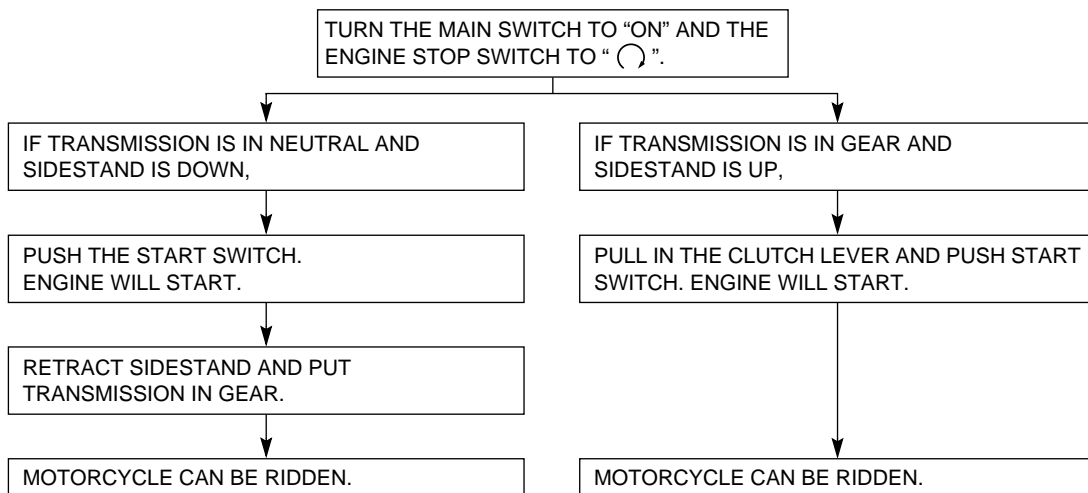 TURN THE MAIN SWITCH TO “ON” AND THE
ENGINE STOP SWITCH TO “ ”.
IF TRANSMISSION IS IN NEUTRAL AND
SIDESTAND IS DOWN,
PUSH THE START SWITCH.
ENGINE WILL START.
RETRACT SIDESTAND AND PUT
TRANSMISSION IN GEAR.
MOTORCYCLE CAN BE RIDDEN.
IF TRANSMISSION IS IN GEAR AND
SIDESTAND IS UP,
PULL IN THE CLUTCH LEVER AND PUSH START
SWITCH. ENGINE WILL START.
MOTORCYCLE CAN BE RIDDEN.